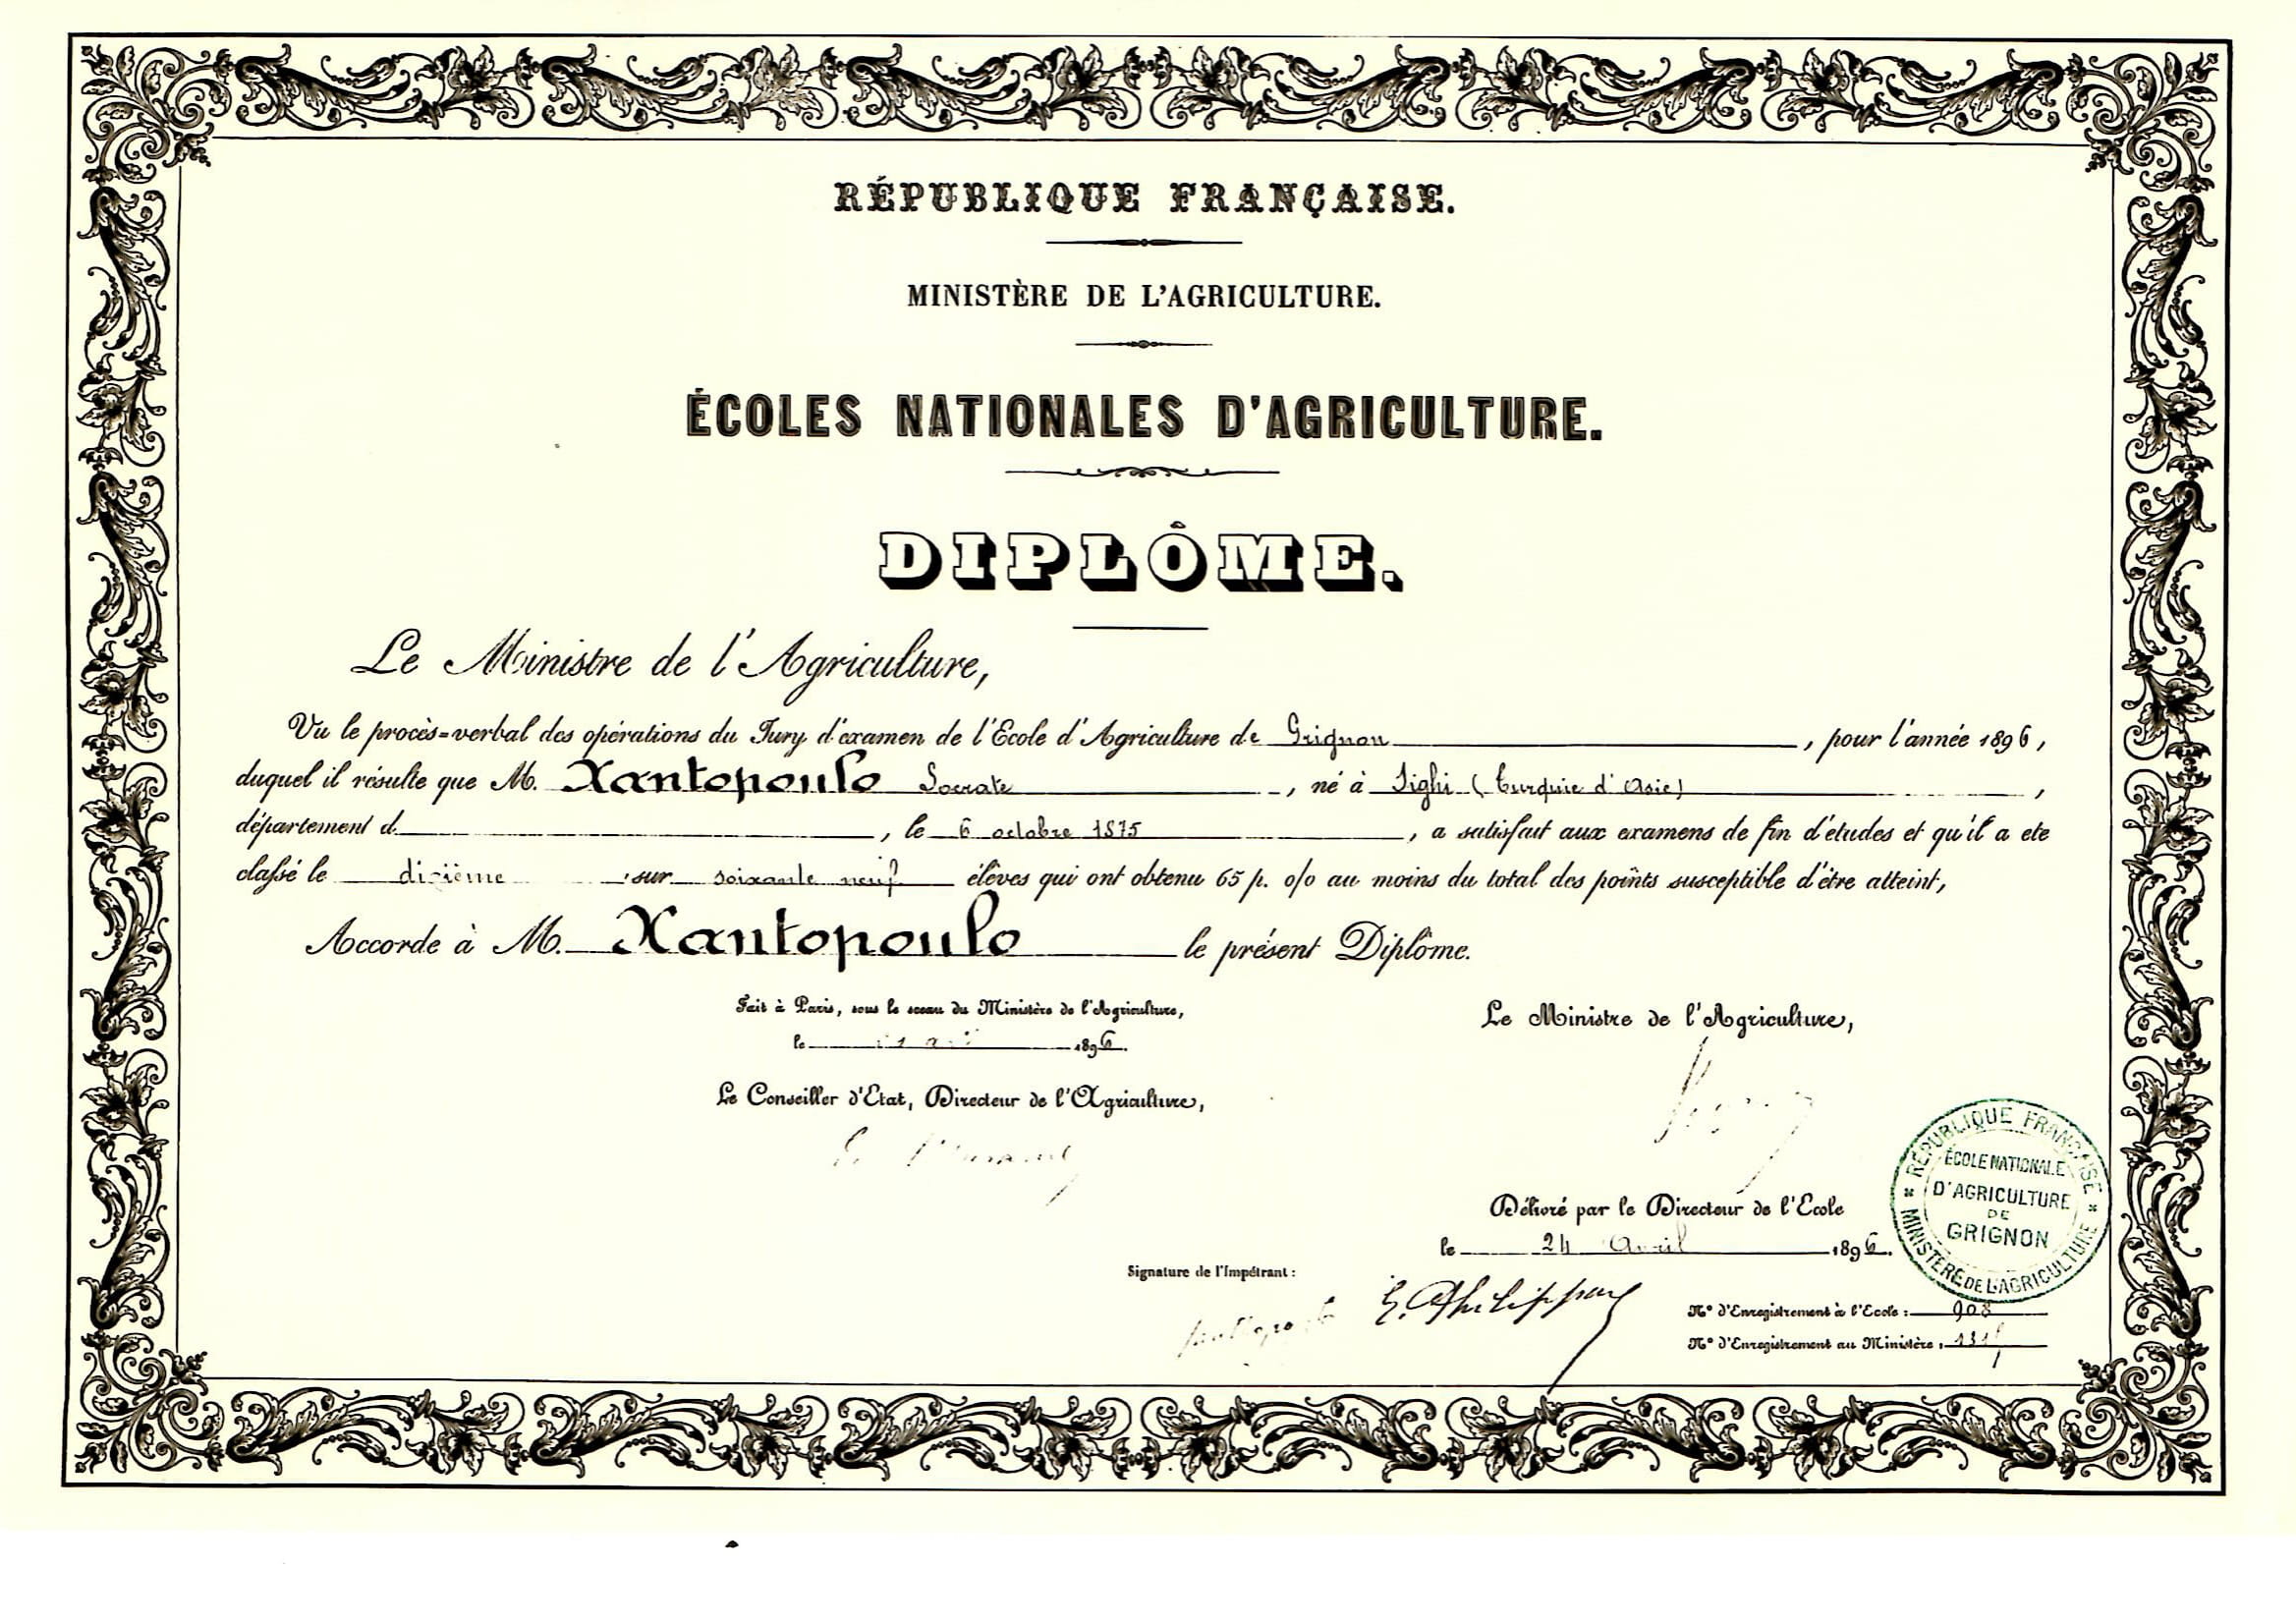 RÉPUBLIQUE FRANÇAISE.
MINISTÈRE DE L'AGRICULTURE.
ÉCOLES NATIONALES D'AGRICULTURE.
DIPLÔME.
Le Ministre de l'Agriculture,
Vu le procès-verbal des opérations du Jury d'examen de l'Ecole d'Agriculture de Grignon, pour l'année 1896,
duquel il résulte que M. Xantopoulo Socrate, né à Sighi (Turquie d'Asie),
département d, le 6 octobre 1875, a satisfait aux examens de fin d'études et qu'il a ete
classé le dixième sur soixante neuf élèves qui ont obtenu 65 p. o/o au moins du total des points susceptible d'être atteint,
Accorde à M. Xantopoulo le présent Diplôme.
Fait à Paris, sous le sceau du Ministère de l'Agriculture,
le 1896.
Le Conseiller d'Etat, Directeur de l'Agriculture,
Le Ministre de l'Agriculture,
Délivré par le Directeur de l'Ecole
le 24 Avril 1896.
Signature de l'Impétrant :
E. Philippar
RÉPUBLIQUE FRANÇAISE
ÉCOLE NATIONALE
D'AGRICULTURE
DE
GRIGNON
MINISTÈRE DE L'AGRICULTURE
N° d'Enregistrement à l'Ecole : 908
N° d'Enregistrement au Ministère :